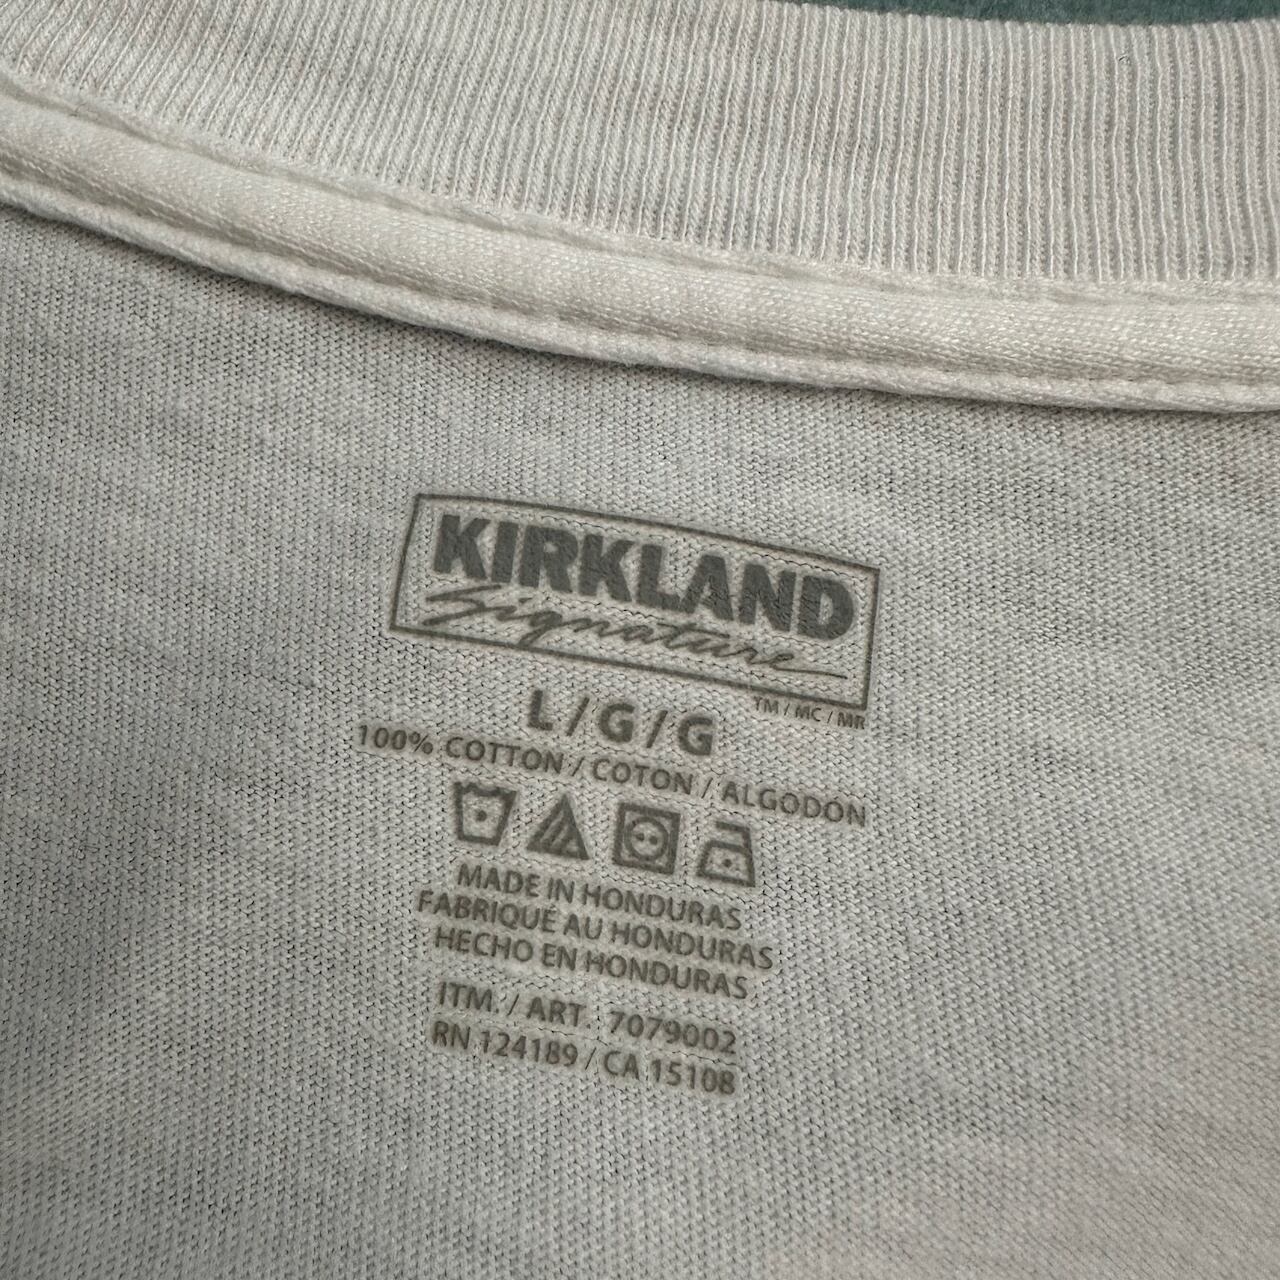 KIRKLAND
Signature
TM / MC / MR
L / G / G
100% COTTON / COTON / ALGODÓN
MADE IN HONDURAS
FABRIQUÉ AU HONDURAS
HECHO EN HONDURAS
ITM. / ART. 7079002
RN 124189 / CA 15108